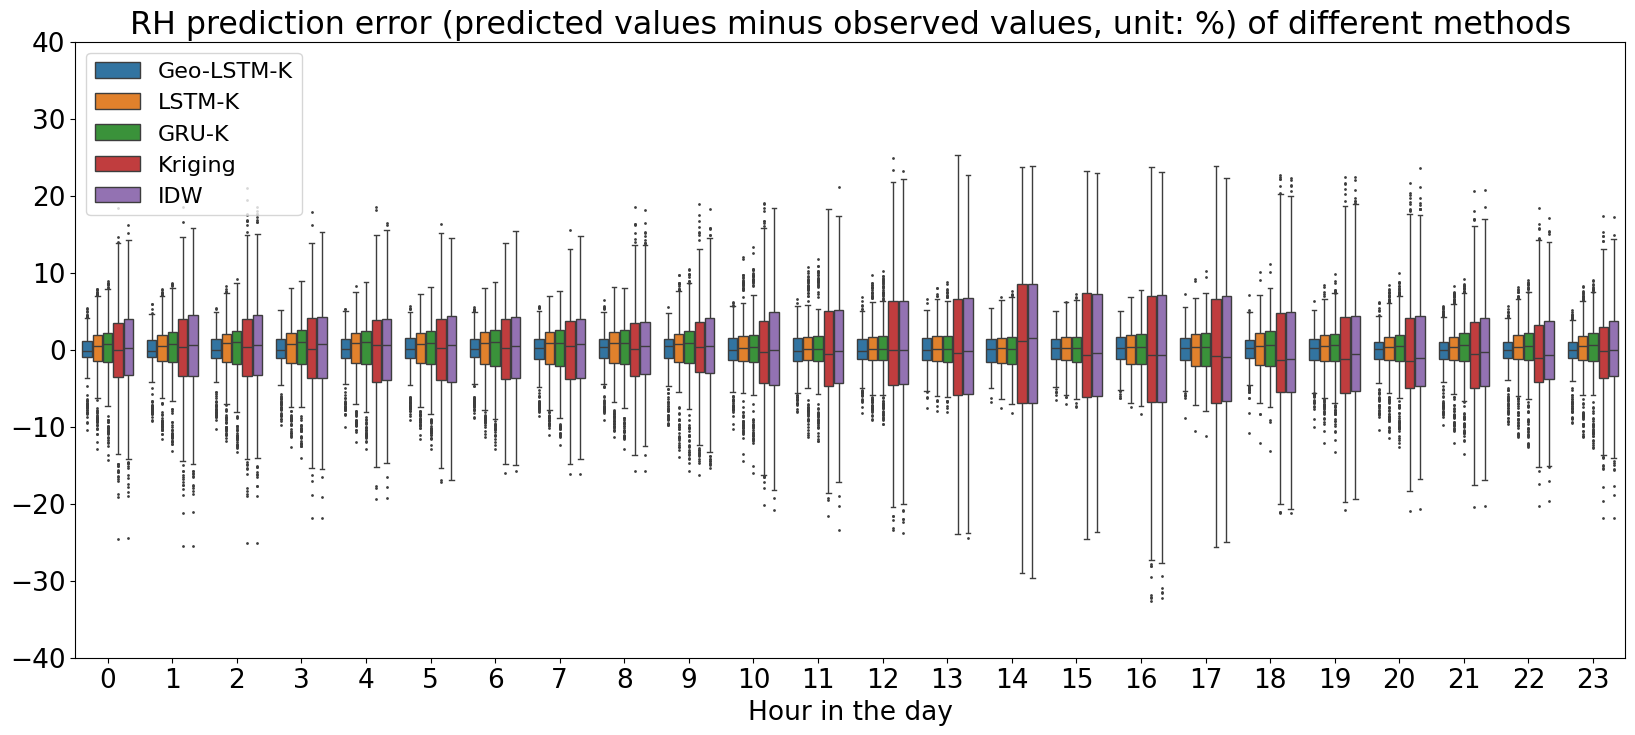 RH prediction error (predicted values minus observed values, unit: %) of different methods
40
30
20
10
0
−10
−20
−30
−40
Geo-LSTM-K
LSTM-K
GRU-K
Kriging
IDW
0 1 2 3 4 5 6 7 8 9 10 11 12 13 14 15 16 17 18 19 20 21 22 23
Hour in the day